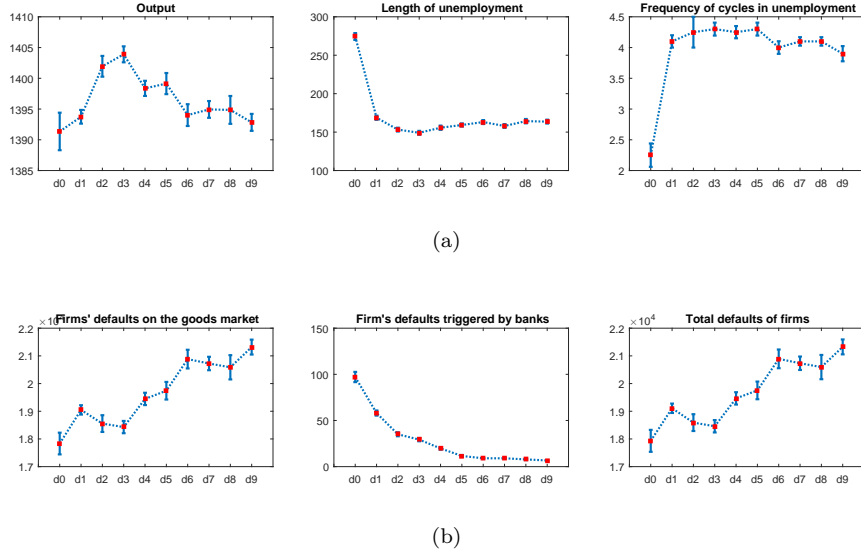 Output
Length of unemployment
Frequency of cycles in unemployment
1410
1405
1400
1395
1390
1385
d0 d1 d2 d3 d4 d5 d6 d7 d8 d9
300
250
200
150
100
d0 d1 d2 d3 d4 d5 d6 d7 d8 d9
4.5
4
3.5
3
2.5
2
d0 d1 d2 d3 d4 d5 d6 d7 d8 d9
(a)
Firms' defaults on the goods market
Firm's defaults triggered by banks
×10⁴ Total defaults of firms
2.2
2.1
2
1.9
1.8
1.7
d0 d1 d2 d3 d4 d5 d6 d7 d8 d9
150
100
50
0
d0 d1 d2 d3 d4 d5 d6 d7 d8 d9
2.2
2.1
2
1.9
1.8
1.7
d0 d1 d2 d3 d4 d5 d6 d7 d8 d9
(b)